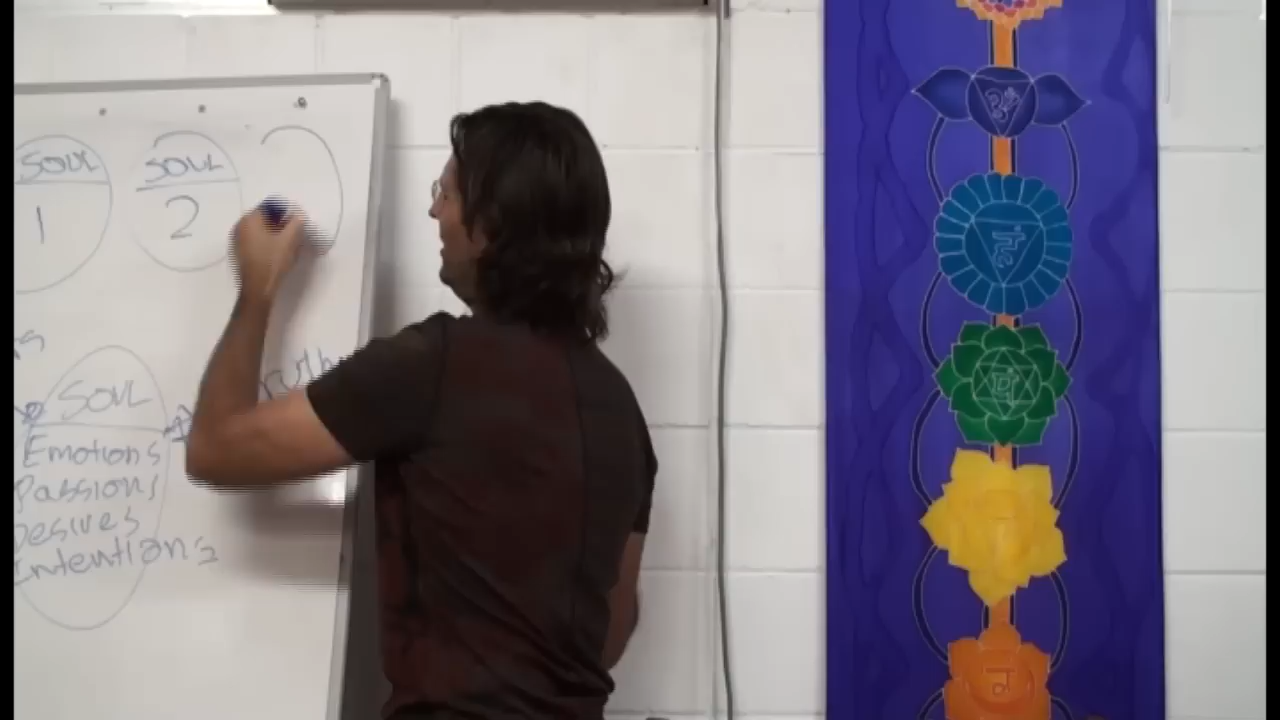 SOUL
1
SOUL
2
SOUL
Emotions
Passions
Desires
Intentions